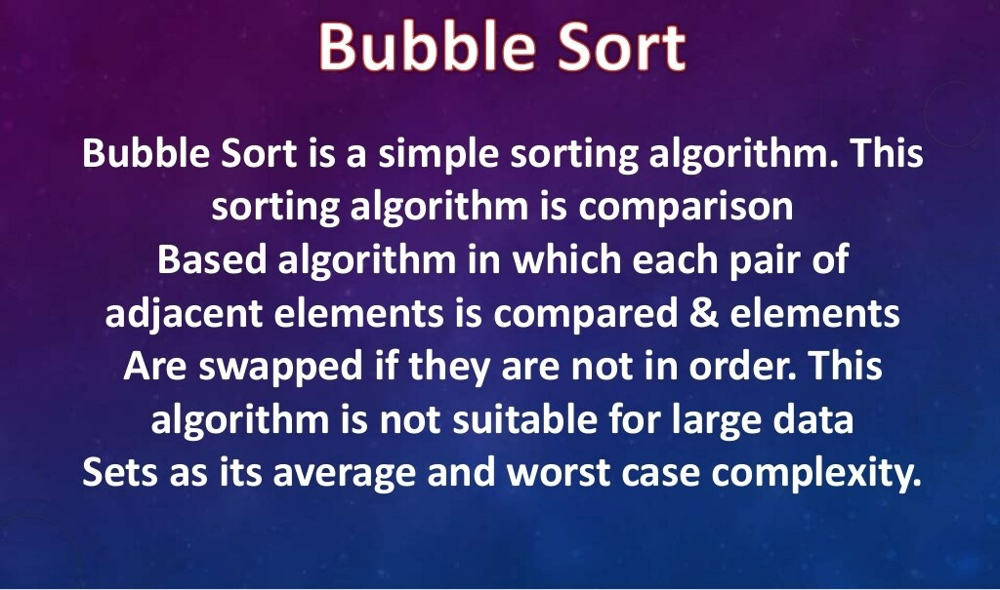 Bubble Sort
Bubble Sort is a simple sorting algorithm. This
sorting algorithm is comparison
Based algorithm in which each pair of
adjacent elements is compared & elements
Are swapped if they are not in order. This
algorithm is not suitable for large data
Sets as its average and worst case complexity.